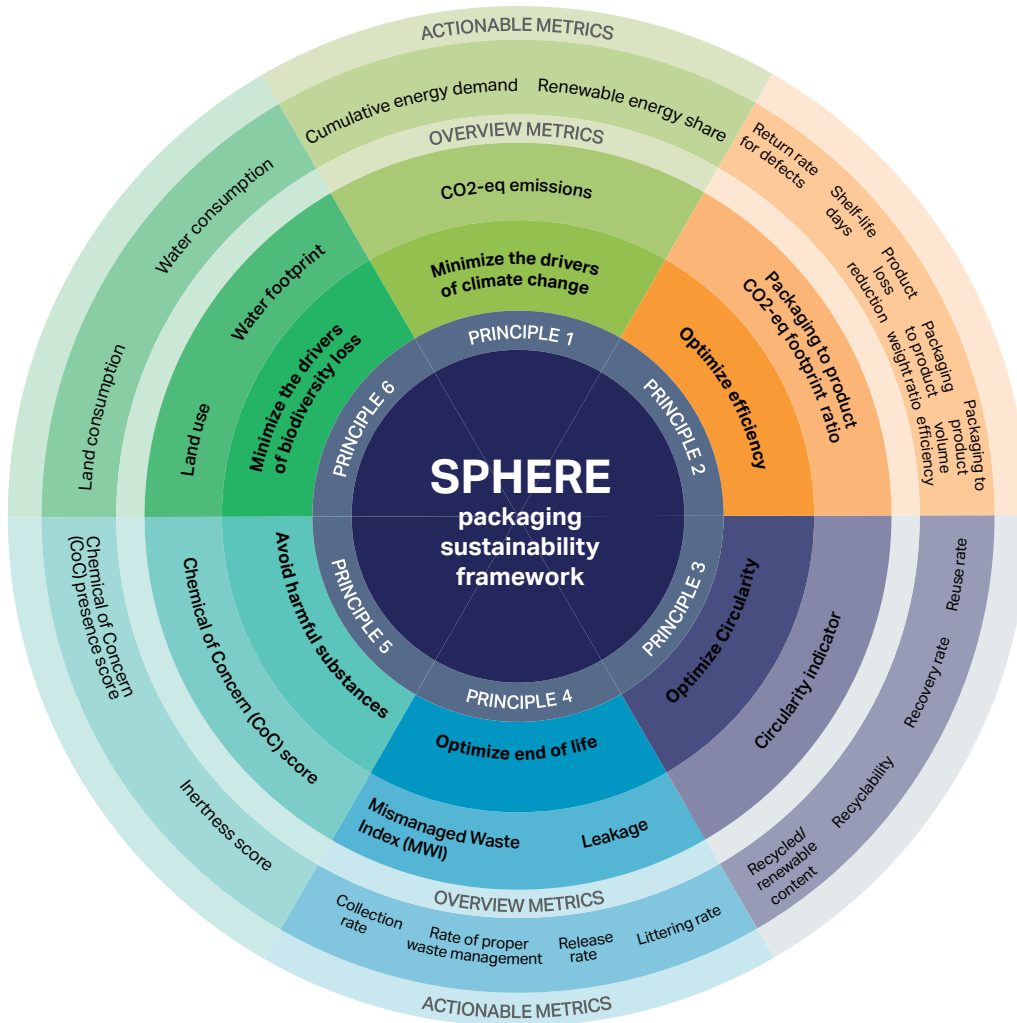 ACTIONABLE METRICS
Cumulative energy demand
Renewable energy share
OVERVIEW METRICS
CO2-eq emissions
Minimize the drivers
of climate change
PRINCIPLE 1
Return rate
for defects
Shelf-life
days
Product
loss
reduction
Packaging
to product
weight ratio
Packaging to
product
volume
efficiency
Packaging to product
CO2-eq footprint ratio
Optimize efficiency
PRINCIPLE 2
Reuse rate
Recovery rate
Recyclability
Recycled/
renewable
content
Circularity indicator
Optimize Circularity
PRINCIPLE 3
PRINCIPLE 4
Optimize end of life
Mismanaged Waste
Index (MWI)
Leakage
OVERVIEW METRICS
Collection
rate
Rate of proper
waste management
Release
rate
Littering rate
ACTIONABLE METRICS
PRINCIPLE 5
Avoid harmful substances
Chemical of Concern (CoC) score
Chemical of Concern
(CoC) presence score
Inertness score
PRINCIPLE 6
Minimize the drivers
of biodiversity loss
Water footprint
Land use
Water consumption
Land consumption
SPHERE
packaging
sustainability
framework